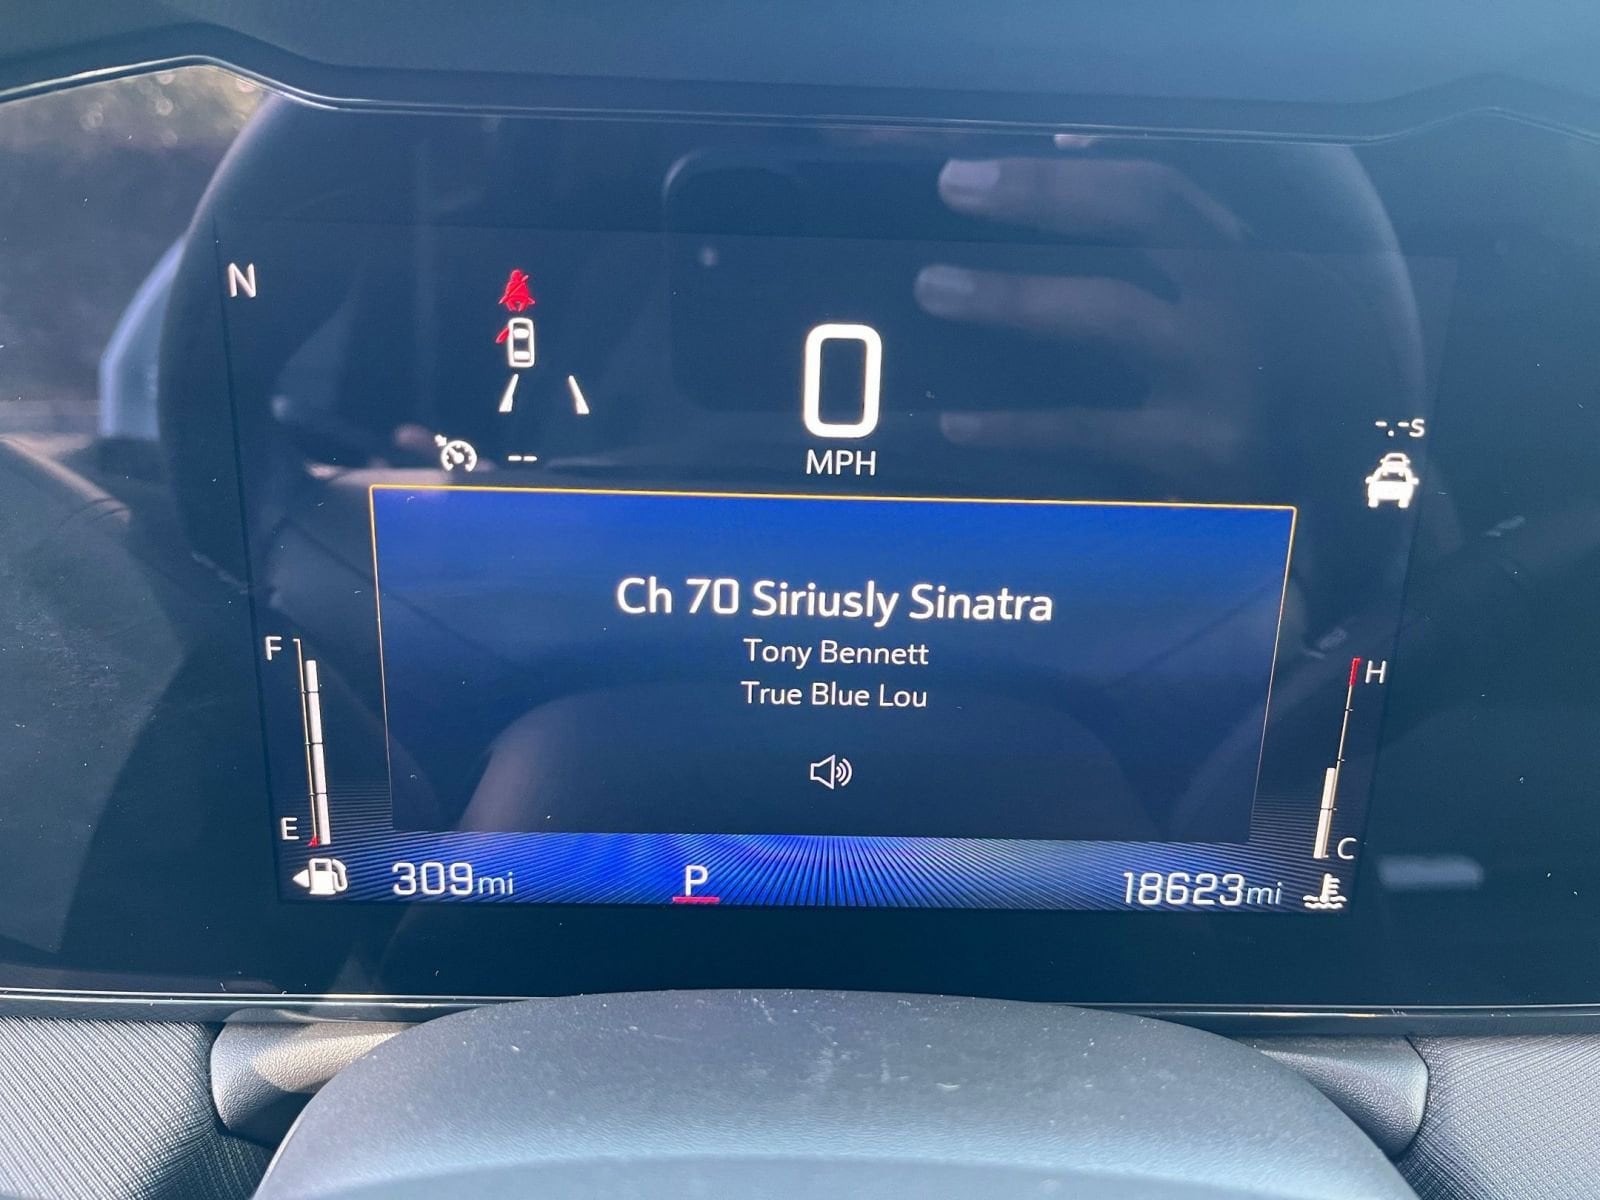 N
0
MPH
--
-.-s
Ch 70 Siriusly Sinatra
Tony Bennett
True Blue Lou
F
E
H
C
309mi
P
18623mi